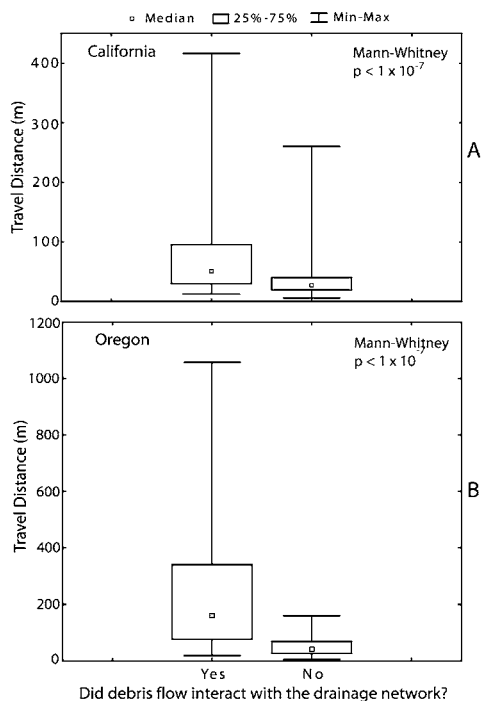 Median 25%-75% Min-Max
California
Mann-Whitney
p < 1 x 10⁻⁷
400
300
200
100
0
Travel Distance (m)
A
1200
Oregon
Mann-Whitney
p < 1 x 10⁻⁷
1000
800
600
400
200
0
Travel Distance (m)
B
Yes No
Did debris flow interact with the drainage network?